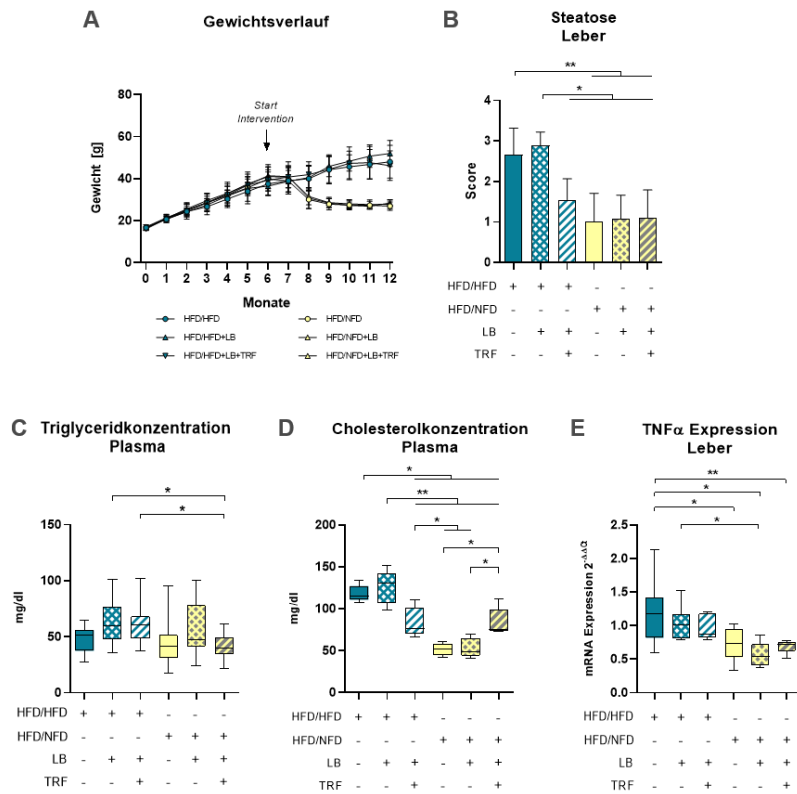 A
Gewichtsverlauf
80
60
40
20
0
Gewicht [g]
Start
Intervention
0 1 2 3 4 5 6 7 8 9 10 11 12
Monate
HFD/HFD
HFD/NFD
HFD/HFD+LB
HFD/NFD+LB
HFD/HFD+LB+TRF
HFD/NFD+LB+TRF
B
Steatose
Leber
**
*
4
3
2
1
0
Score
HFD/HFD + + + - - -
HFD/NFD - - - + + +
LB - + + - + +
TRF - - + - - +
C
Triglyceridkonzentration
Plasma
*
*
150
100
50
0
mg/dl
HFD/HFD + + + - - -
HFD/NFD - - - + + +
LB - + + - + +
TRF - - + - - +
D
Cholesterolkonzentration
Plasma
*
**
*
*
*
200
150
100
50
0
mg/dl
HFD/HFD + + + - - -
HFD/NFD - - - + + +
LB - + + - + +
TRF - - + - - +
E
TNFα Expression
Leber
**
*
*
*
2.5
2.0
1.5
1.0
0.5
0.0
mRNA Expression 2
HFD/HFD + + + - - -
HFD/NFD - - - + + +
LB - + + - + +
TRF - - + - - +